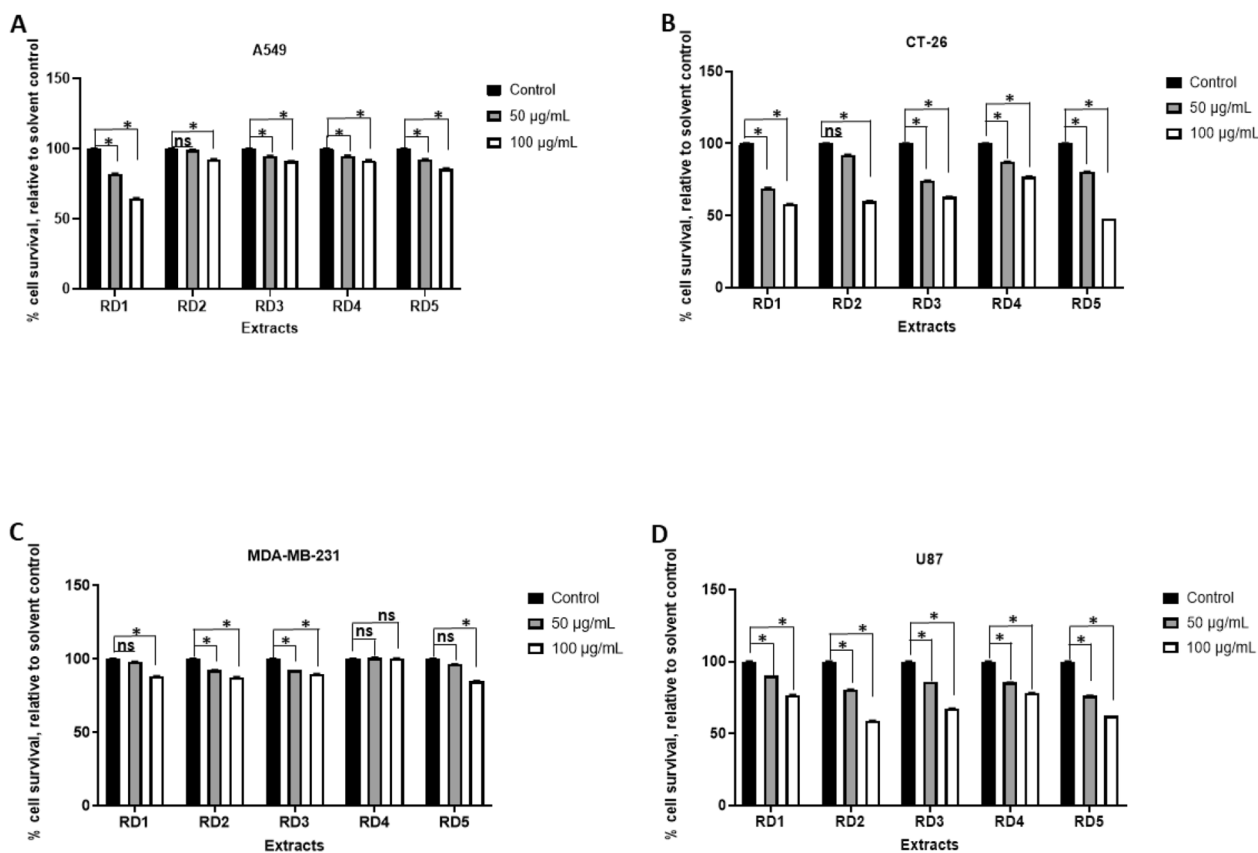 A
A549
% cell survival, relative to solvent control
150
100
50
0
* * ns * * * * * * *
RD1 RD2 RD3 RD4 RD5
Extracts
Control
50 µg/mL
100 µg/mL
B
CT-26
% cell survival, relative to solvent control
150
100
50
0
* * ns * * * * * * *
RD1 RD2 RD3 RD4 RD5
Extracts
Control
50 µg/mL
100 µg/mL
C
MDA-MB-231
% cell survival, relative to solvent control
150
100
50
0
ns * * * * * ns ns ns *
RD1 RD2 RD3 RD4 RD5
Extracts
Control
50 µg/mL
100 µg/mL
D
U87
% cell survival, relative to solvent control
150
100
50
0
* * * * * * * * * *
RD1 RD2 RD3 RD4 RD5
Extracts
Control
50 µg/mL
100 µg/mL